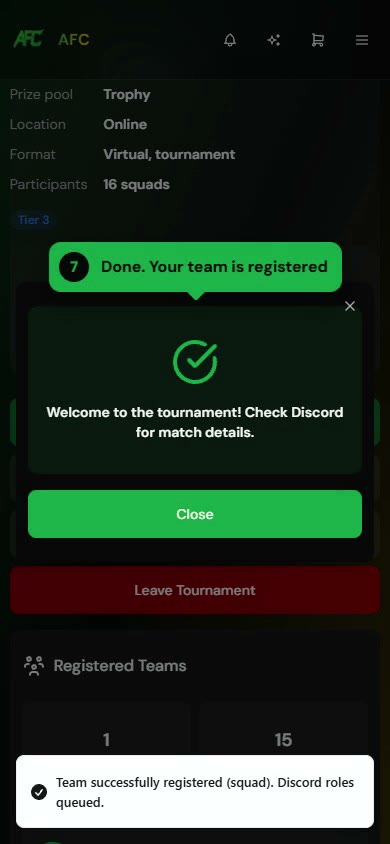 AFC AFC
Prize pool Trophy
Location Online
Format Virtual, tournament
Participants 16 squads
Tier 3
7 Done. Your team is registered
Welcome to the tournament! Check Discord
for match details.
Close
Leave Tournament
Registered Teams
1 15
Team successfully registered (squad). Discord roles
queued.